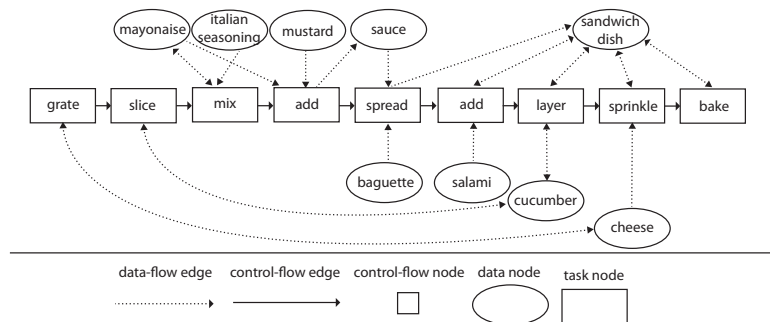 mayonaise italian seasoning mustard sauce sandwich dish
grate slice mix add spread add layer sprinkle bake
baguette salami cucumber
cheese
data-flow edge control-flow edge control-flow node data node task node